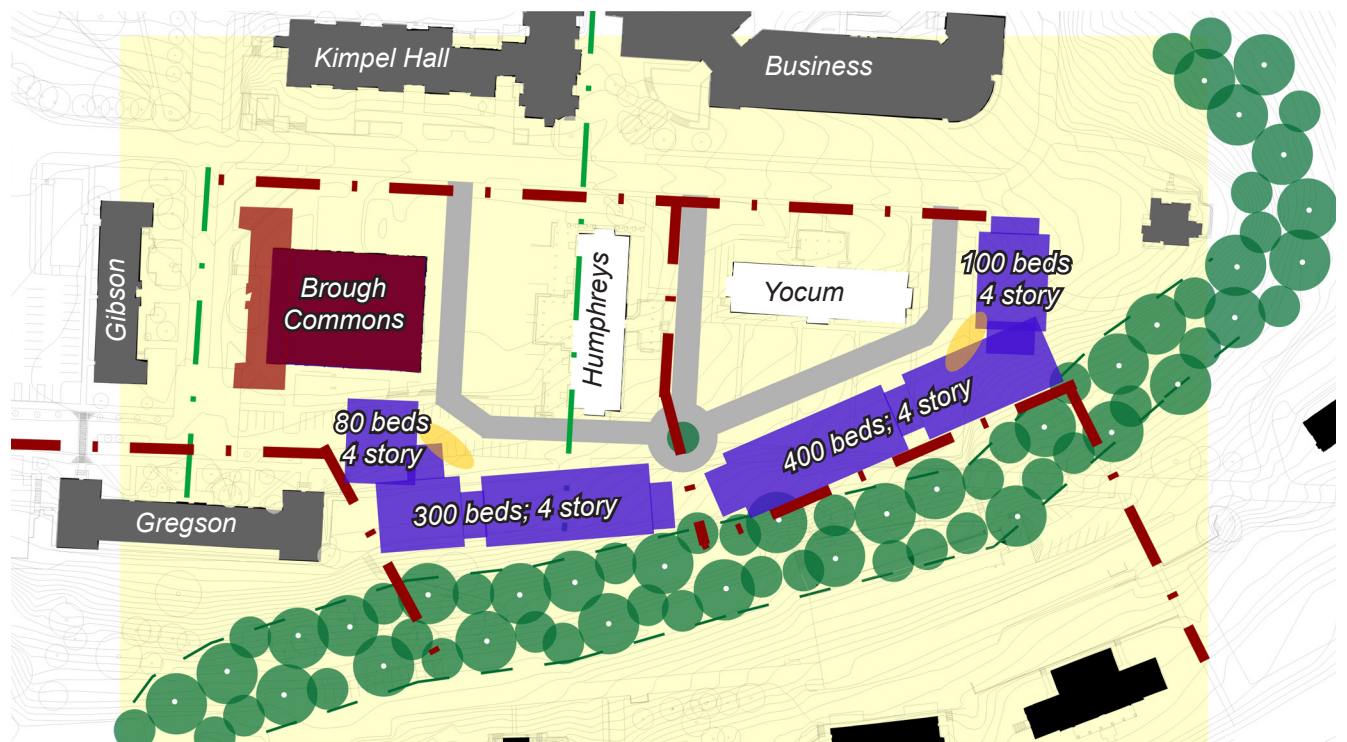 Kimpel Hall
Business
Gibson
Brough
Commons
Humphreys
Yocum
100 beds
4 story
80 beds
4 story
400 beds; 4 story
300 beds; 4 story
Gregson